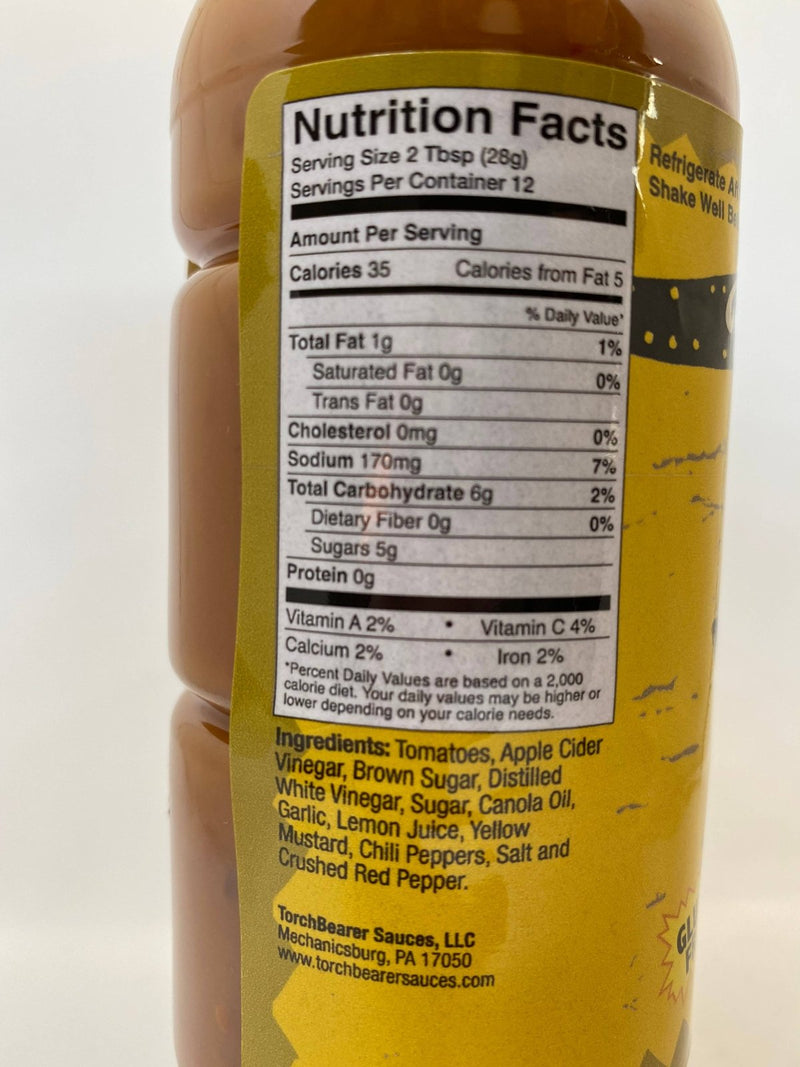 Nutrition Facts
Serving Size 2 Tbsp (28g)
Servings Per Container 12
Amount Per Serving
Calories 35 Calories from Fat 5
% Daily Value*
Total Fat 1g 1%
Saturated Fat 0g 0%
Trans Fat 0g
Cholesterol 0mg 0%
Sodium 170mg 7%
Total Carbohydrate 6g 2%
Dietary Fiber 0g 0%
Sugars 5g
Protein 0g
Vitamin A 2% • Vitamin C 4%
Calcium 2% • Iron 2%
*Percent Daily Values are based on a 2,000
calorie diet. Your daily values may be higher or
lower depending on your calorie needs.
Ingredients: Tomatoes, Apple Cider
Vinegar, Brown Sugar, Distilled
White Vinegar, Sugar, Canola Oil,
Garlic, Lemon Juice, Yellow
Mustard, Chili Peppers, Salt and
Crushed Red Pepper.
TorchBearer Sauces, LLC
Mechanicsburg, PA 17050
www.torchbearersauces.com
Refrigerate
Shake Well